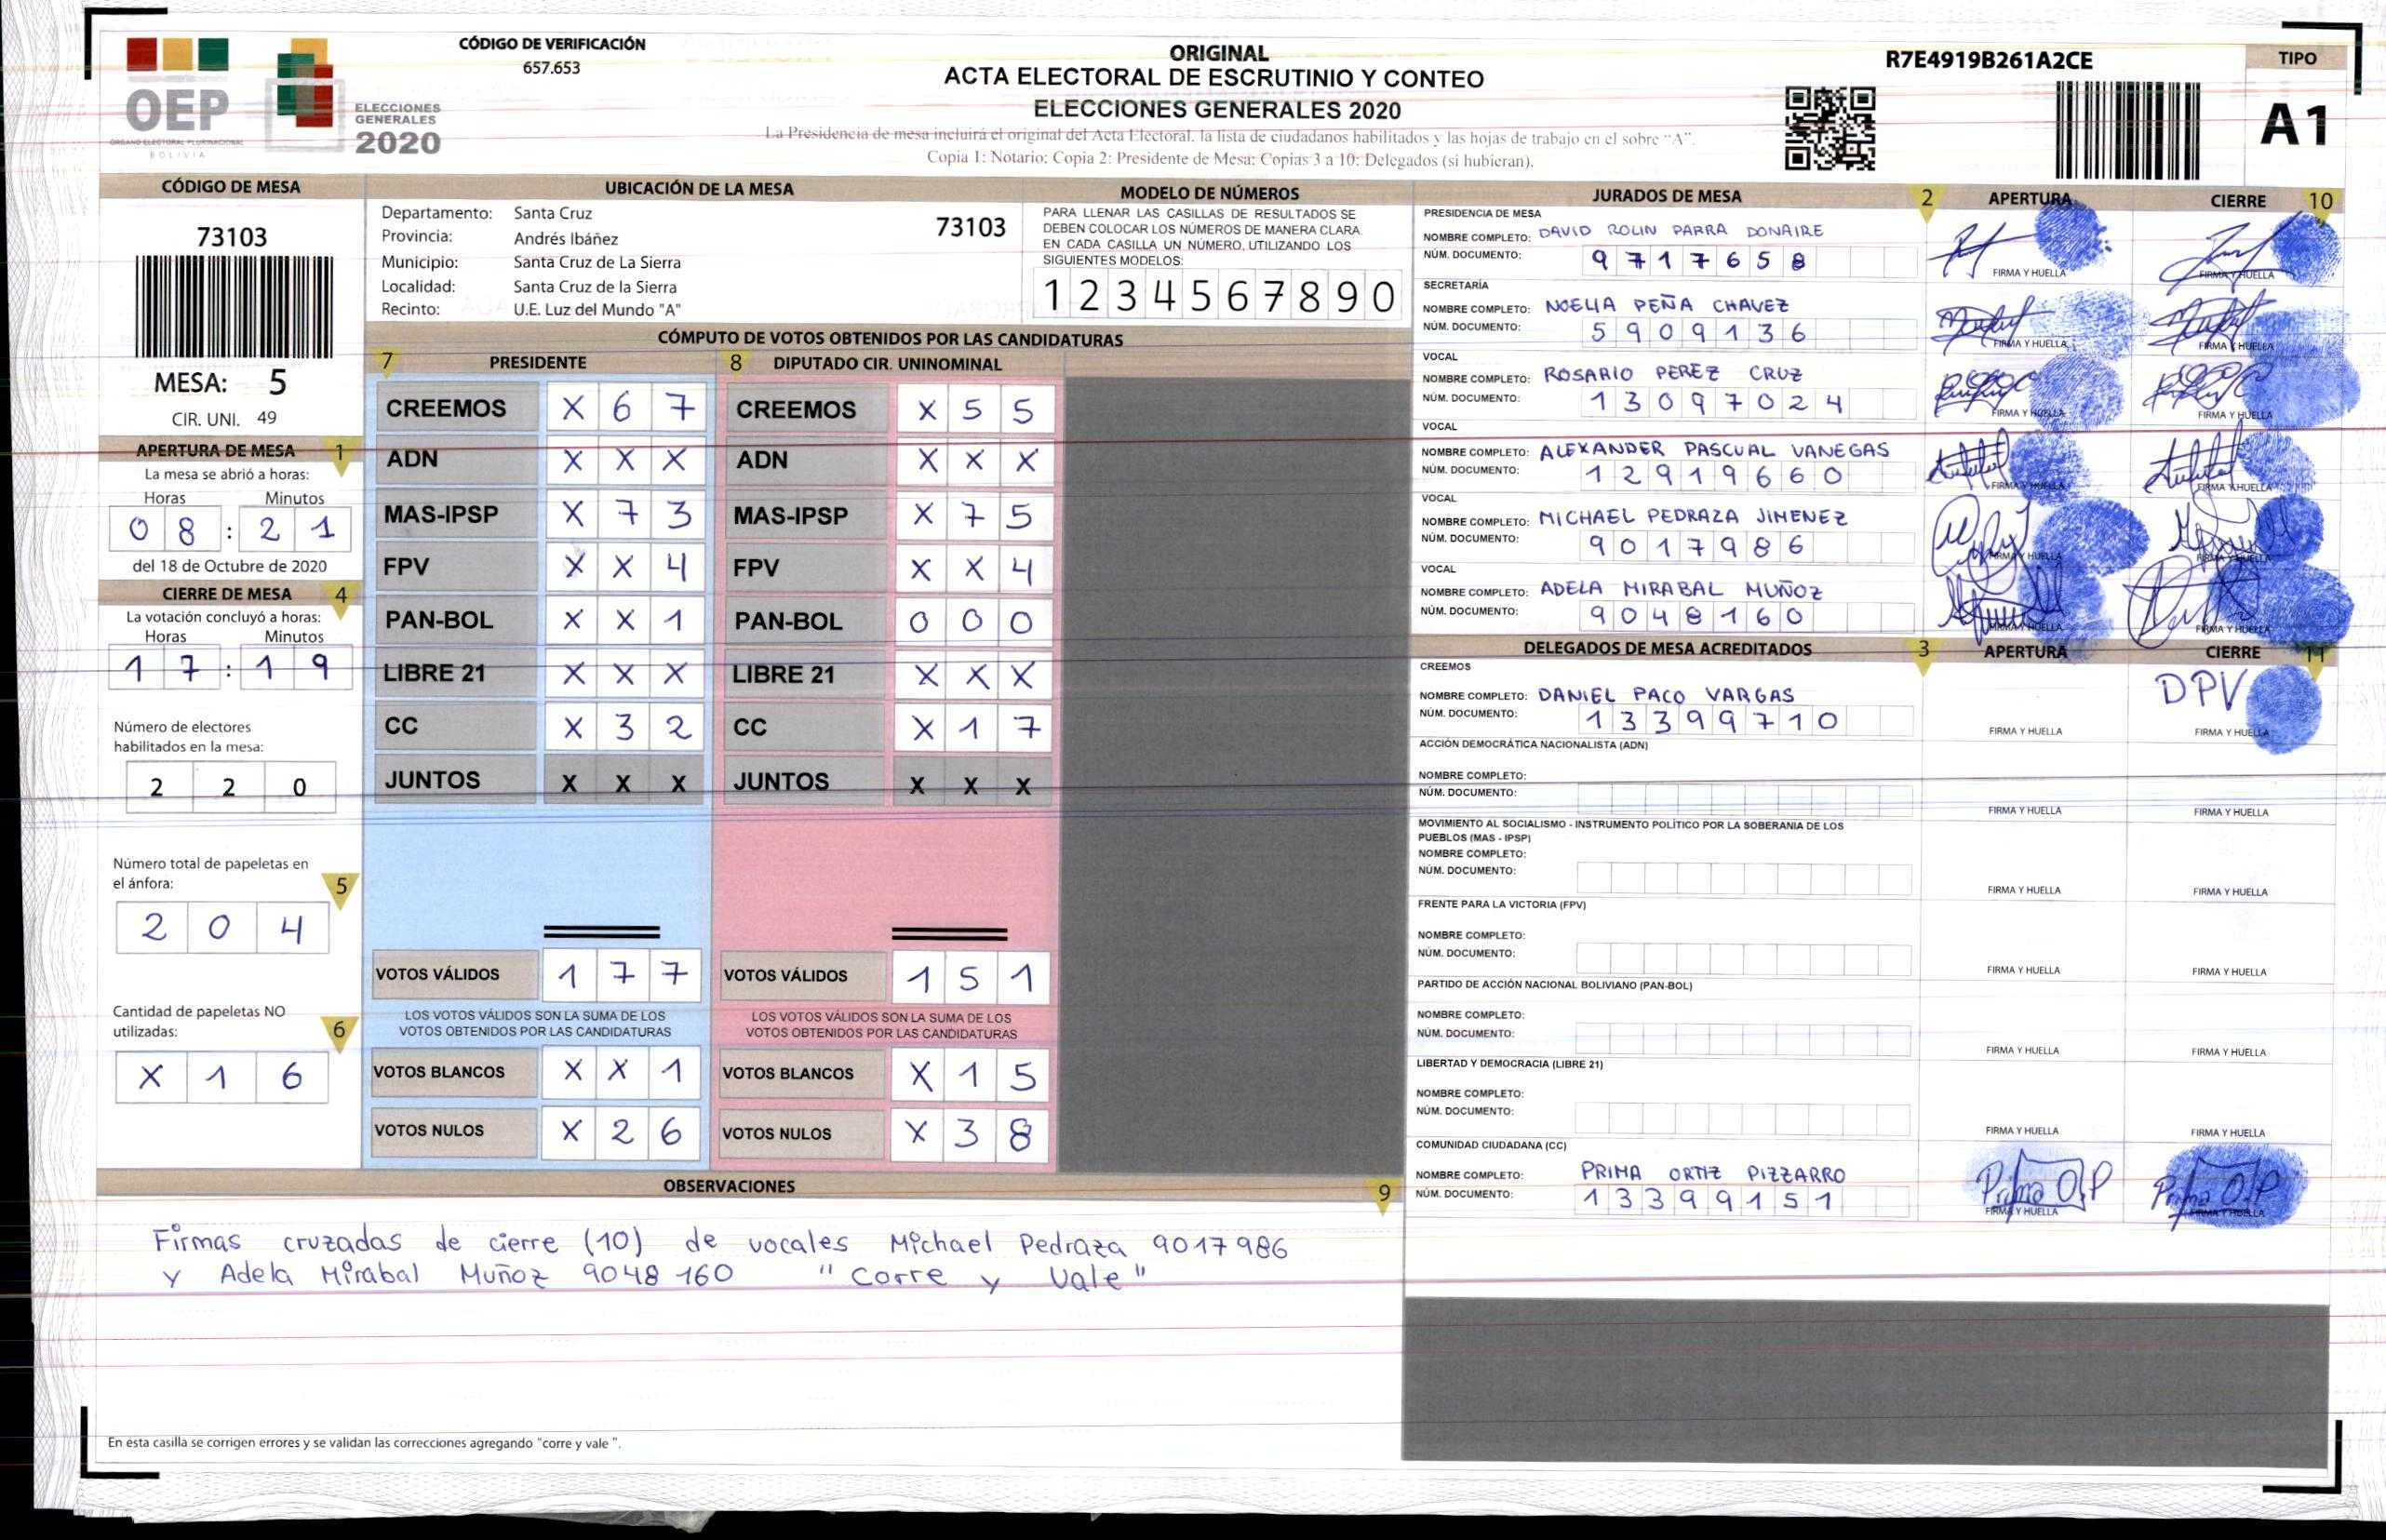 OEP
ÓRGANO ELECTORAL PLURINACIONAL
BOLIVIA
ELECCIONES
GENERALES
2020
CÓDIGO DE VERIFICACIÓN
657.653
ORIGINAL
ACTA ELECTORAL DE ESCRUTINIO Y CONTEO
ELECCIONES GENERALES 2020
La Presidencia de mesa incluirá el original del Acta Electoral, la lista de ciudadanos habilitados y las hojas de trabajo en el sobre "A".
Copia 1: Notario; Copia 2: Presidente de Mesa; Copias 3 a 10: Delegados (si hubieran).
R7E4919B261A2CE
TIPO
A1
CÓDIGO DE MESA
73103
MESA: 5
CIR. UNI. 49
APERTURA DE MESA 1
La mesa se abrió a horas:
Horas Minutos
0 8 : 2 1
del 18 de Octubre de 2020
CIERRE DE MESA 4
La votación concluyó a horas:
Horas Minutos
1 7 : 1 9
Número de electores
habilitados en la mesa:
2 2 0
Número total de papeletas en
el ánfora: 5
2 0 4
Cantidad de papeletas NO
utilizadas: 6
X 1 6
UBICACIÓN DE LA MESA
Departamento: Santa Cruz 73103
Provincia: Andrés Ibáñez
Municipio: Santa Cruz de La Sierra
Localidad: Santa Cruz de la Sierra
Recinto: U.E. Luz del Mundo "A"
MODELO DE NÚMEROS
PARA LLENAR LAS CASILLAS DE RESULTADOS SE
DEBEN COLOCAR LOS NÚMEROS DE MANERA CLARA.
EN CADA CASILLA UN NÚMERO, UTILIZANDO LOS
SIGUIENTES MODELOS:
1 2 3 4 5 6 7 8 9 0
CÓMPUTO DE VOTOS OBTENIDOS POR LAS CANDIDATURAS
7 PRESIDENTE 8 DIPUTADO CIR. UNINOMINAL
CREEMOS X 6 7 CREEMOS X 5 5
ADN X X X ADN X X X
MAS-IPSP X 7 3 MAS-IPSP X 7 5
FPV X X 4 FPV X X 4
PAN-BOL X X 1 PAN-BOL 0 0 0
LIBRE 21 X X X LIBRE 21 X X X
CC X 3 2 CC X 1 7
JUNTOS X X X JUNTOS X X X
VOTOS VÁLIDOS 1 7 7 VOTOS VÁLIDOS 1 5 1
LOS VOTOS VÁLIDOS SON LA SUMA DE LOS LOS VOTOS VÁLIDOS SON LA SUMA DE LOS
VOTOS OBTENIDOS POR LAS CANDIDATURAS VOTOS OBTENIDOS POR LAS CANDIDATURAS
VOTOS BLANCOS X X 1 VOTOS BLANCOS X 1 5
VOTOS NULOS X 2 6 VOTOS NULOS X 3 8
JURADOS DE MESA 2 APERTURA CIERRE 10
PRESIDENCIA DE MESA
NOMBRE COMPLETO: DAVID ROLIN PARRA DONAIRE
NÚM. DOCUMENTO: 9 7 1 7 6 5 8
FIRMA Y HUELLA FIRMA Y HUELLA
SECRETARÍA
NOMBRE COMPLETO: NOELIA PEÑA CHAVEZ
NÚM. DOCUMENTO: 5 9 0 9 1 3 6
FIRMA Y HUELLA FIRMA Y HUELLA
VOCAL
NOMBRE COMPLETO: ROSARIO PEREZ CRUZ
NÚM. DOCUMENTO: 1 3 0 9 7 0 2 4
FIRMA Y HUELLA FIRMA Y HUELLA
VOCAL
NOMBRE COMPLETO: ALEXANDER PASCUAL VANEGAS
NÚM. DOCUMENTO: 1 2 9 1 9 6 6 0
FIRMA Y HUELLA FIRMA Y HUELLA
VOCAL
NOMBRE COMPLETO: MICHAEL PEDRAZA JIMENEZ
NÚM. DOCUMENTO: 9 0 1 7 9 8 6
FIRMA Y HUELLA FIRMA Y HUELLA
VOCAL
NOMBRE COMPLETO: ADELA MIRABAL MUÑOZ
NÚM. DOCUMENTO: 9 0 4 8 1 6 0
FIRMA Y HUELLA FIRMA Y HUELLA
DELEGADOS DE MESA ACREDITADOS 3 APERTURA CIERRE 11
CREEMOS
NOMBRE COMPLETO: DANIEL PACO VARGAS DPV
NÚM. DOCUMENTO: 1 3 3 9 9 7 1 0
FIRMA Y HUELLA FIRMA Y HUELLA
ACCIÓN DEMOCRÁTICA NACIONALISTA (ADN)
NOMBRE COMPLETO:
NÚM. DOCUMENTO:
FIRMA Y HUELLA FIRMA Y HUELLA
MOVIMIENTO AL SOCIALISMO - INSTRUMENTO POLÍTICO POR LA SOBERANIA DE LOS
PUEBLOS (MAS - IPSP)
NOMBRE COMPLETO:
NÚM. DOCUMENTO:
FIRMA Y HUELLA FIRMA Y HUELLA
FRENTE PARA LA VICTORIA (FPV)
NOMBRE COMPLETO:
NÚM. DOCUMENTO:
FIRMA Y HUELLA FIRMA Y HUELLA
PARTIDO DE ACCIÓN NACIONAL BOLIVIANO (PAN-BOL)
NOMBRE COMPLETO:
NÚM. DOCUMENTO:
FIRMA Y HUELLA FIRMA Y HUELLA
LIBERTAD Y DEMOCRACIA (LIBRE 21)
NOMBRE COMPLETO:
NÚM. DOCUMENTO:
FIRMA Y HUELLA FIRMA Y HUELLA
COMUNIDAD CIUDADANA (CC)
NOMBRE COMPLETO: PRIMA ORTIZ PIZZARRO Prima O.P Prima O.P
NÚM. DOCUMENTO: 1 3 3 9 9 1 5 1
FIRMA Y HUELLA FIRMA Y HUELLA
OBSERVACIONES 9
Firmas cruzadas de cierre (10) de vocales Michael Pedraza 9017986
y Adela Mirabal Muñoz 9048160 "Corre y Vale"
En esta casilla se corrigen errores y se validan las correcciones agregando "corre y vale ".